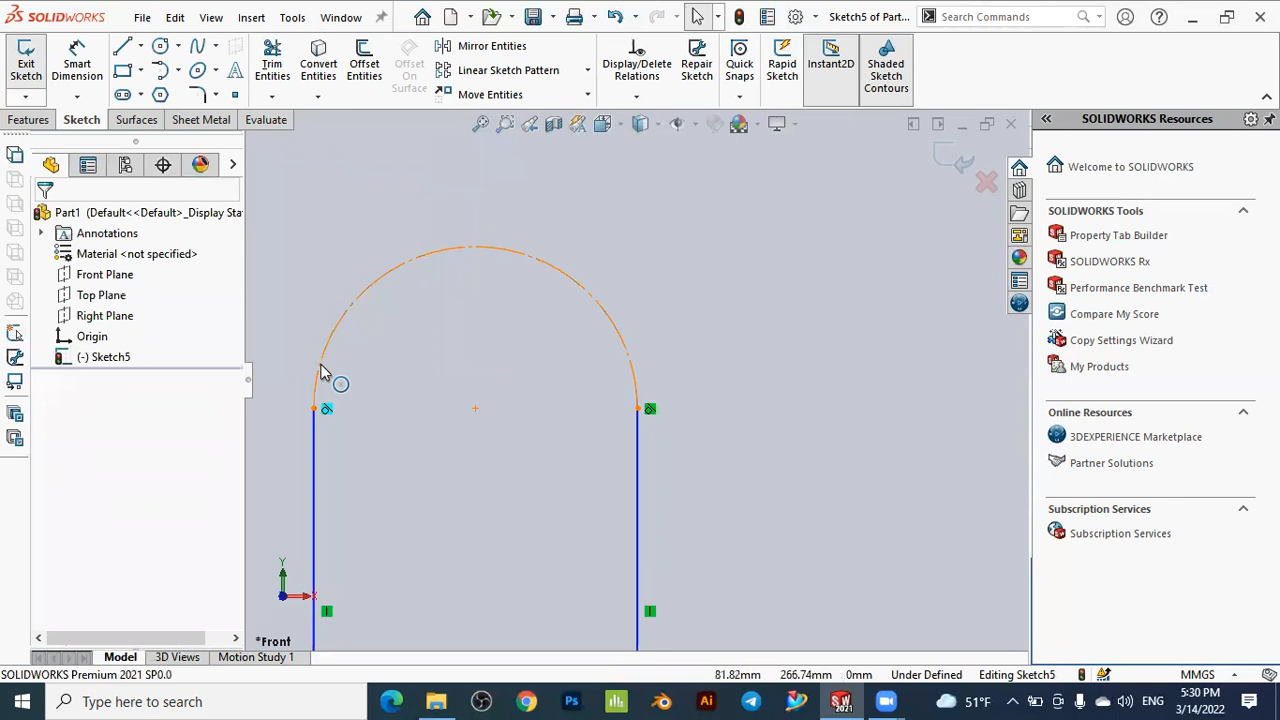 SOLIDWORKS File Edit View Insert Tools Window Sketch5 of Part... Search Commands
Exit Sketch
Smart Dimension
Trim Entities
Convert Entities
Offset Entities
Offset On Surface
Mirror Entities
Linear Sketch Pattern
Move Entities
Display/Delete Relations
Repair Sketch
Quick Snaps
Rapid Sketch
Instant2D
Shaded Sketch Contours
Features Sketch Surfaces Sheet Metal Evaluate
SOLIDWORKS Resources
Welcome to SOLIDWORKS
SOLIDWORKS Tools
Property Tab Builder
SOLIDWORKS Rx
Performance Benchmark Test
Compare My Score
Copy Settings Wizard
My Products
Online Resources
3DEXPERIENCE Marketplace
Partner Solutions
Subscription Services
Subscription Services
Part1 (Default<<Default>_Display Sta
Annotations
Material <not specified>
Front Plane
Top Plane
Right Plane
Origin
(-) Sketch5
Y
X
*Front
Model 3D Views Motion Study 1
SOLIDWORKS Premium 2021 SP0.0 81.82mm 266.74mm 0mm Under Defined Editing Sketch5 MMGS
Type here to search
Ps
Ai
SW
2021
51°F
ENG
5:30 PM
3/14/2022